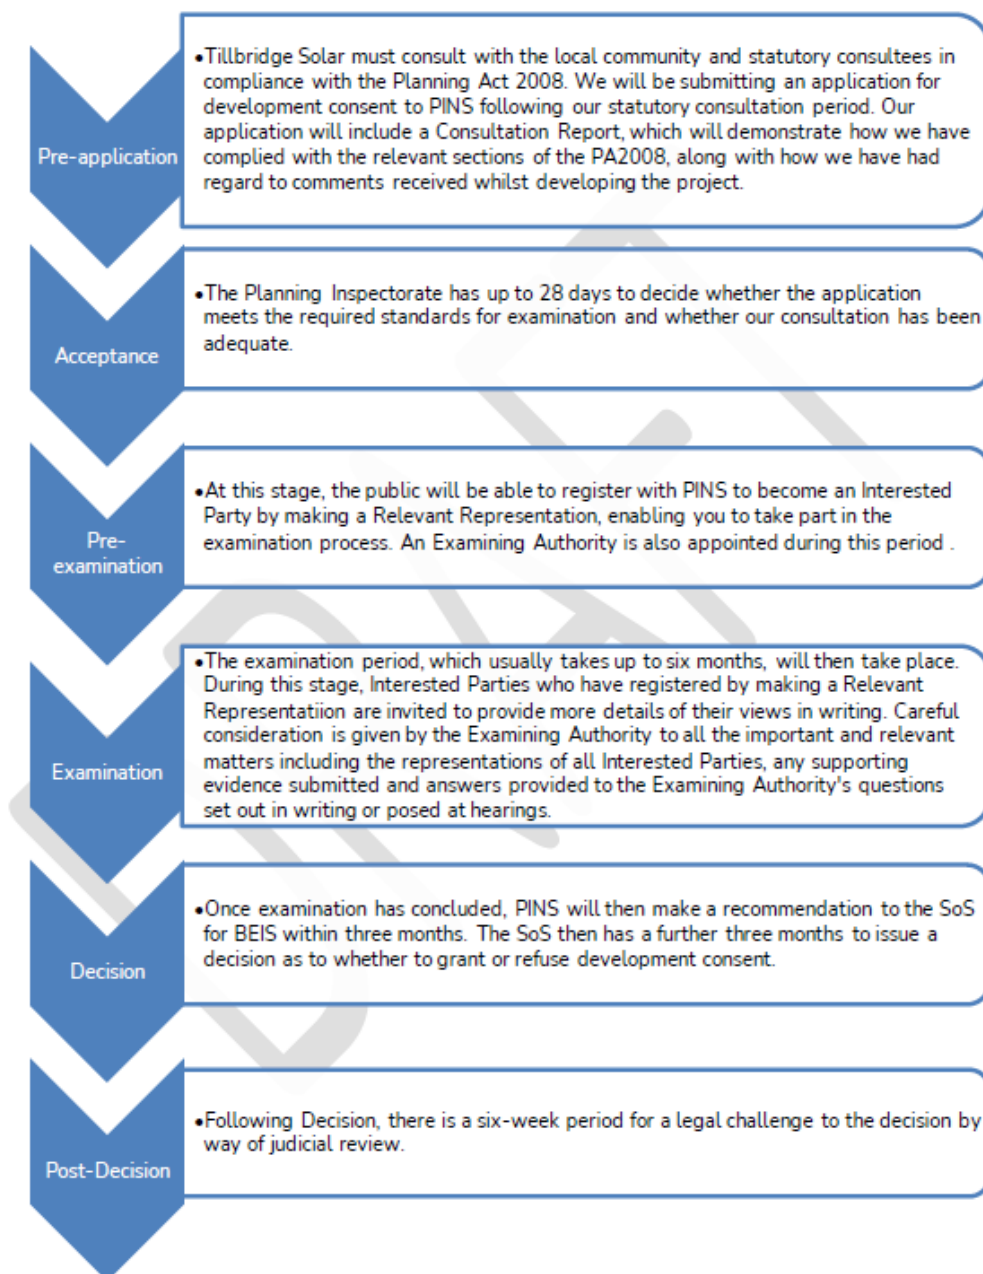 Pre-application
•Tillbridge Solar must consult with the local community and statutory consultees in
compliance with the Planning Act 2008. We will be submitting an application for
development consent to PINS following our statutory consultation period. Our
application will include a Consultation Report, which will demonstrate how we have
complied with the relevant sections of the PA2008, along with how we have had
regard to comments received whilst developing the project.
Acceptance
•The Planning Inspectorate has up to 28 days to decide whether the application
meets the required standards for examination and whether our consultation has been
adequate.
Pre-
examination
•At this stage, the public will be able to register with PINS to become an Interested
Party by making a Relevant Representation, enabling you to take part in the
examination process. An Examining Authority is also appointed during this period .
Examination
•The examination period, which usually takes up to six months, will then take place.
During this stage, Interested Parties who have registered by making a Relevant
Representatiion are invited to provide more details of their views in writing. Careful
consideration is given by the Examining Authority to all the important and relevant
matters including the representations of all Interested Parties, any supporting
evidence submitted and answers provided to the Examining Authority's questions
set out in writing or posed at hearings.
Decision
•Once examination has concluded, PINS will then make a recommendation to the SoS
for BEIS within three months. The SoS then has a further three months to issue a
decision as to whether to grant or refuse development consent.
Post-Decision
•Following Decision, there is a six-week period for a legal challenge to the decision by
way of judicial review.
DRAFT